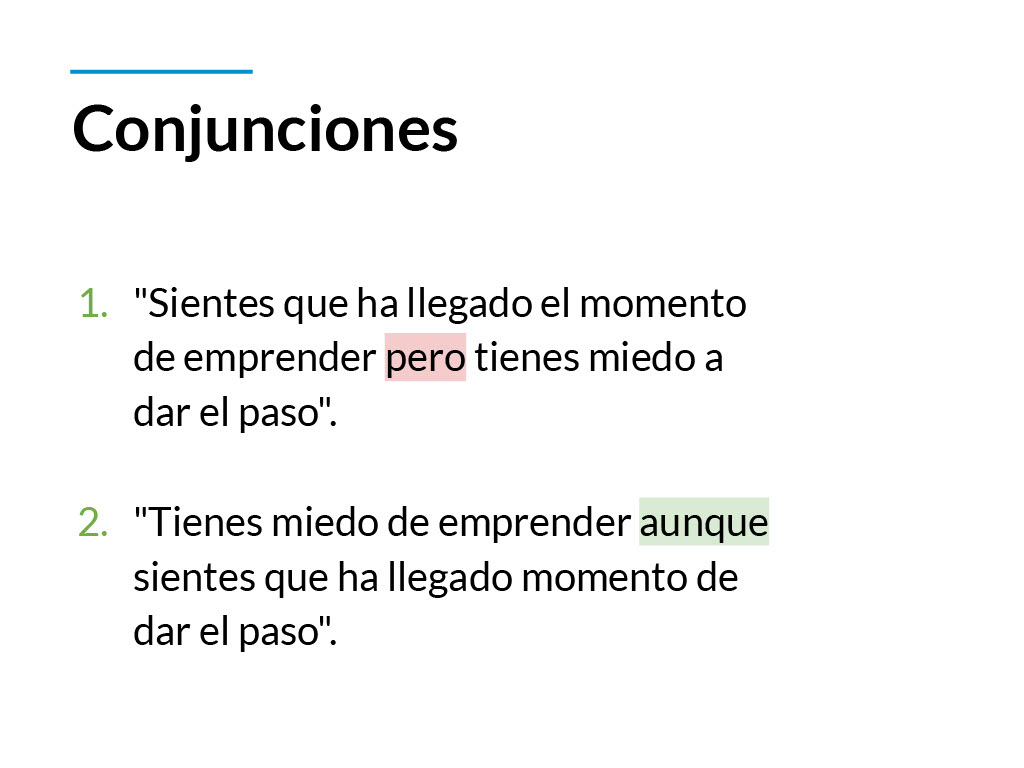 Conjunciones
1. "Sientes que ha llegado el momento
de emprender pero tienes miedo a
dar el paso".
2. "Tienes miedo de emprender aunque
sientes que ha llegado momento de
dar el paso".